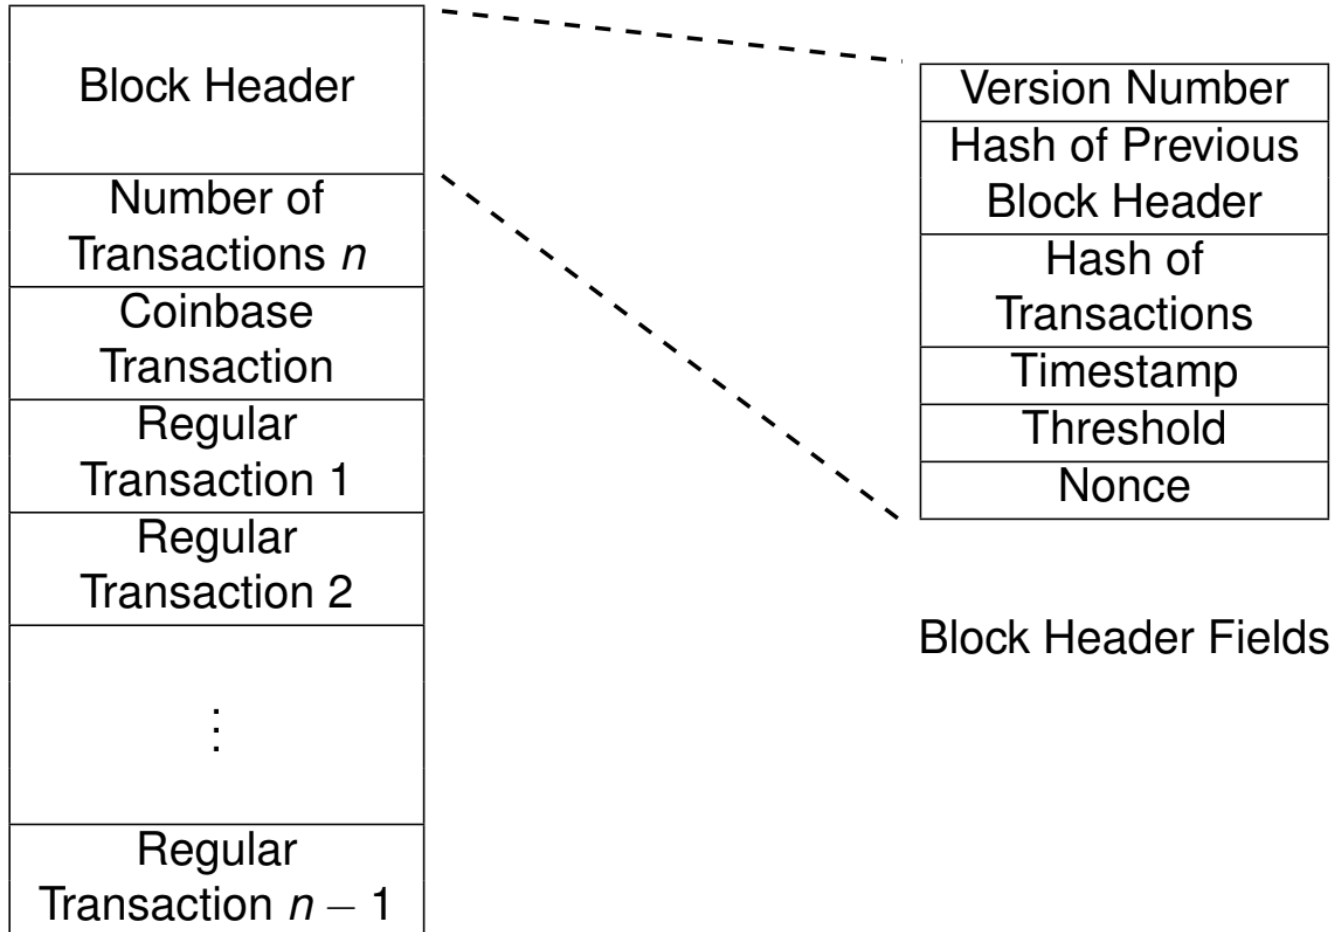 Block Header
Number of
Transactions n
Coinbase
Transaction
Regular
Transaction 1
Regular
Transaction 2
⋮
Regular
Transaction n − 1
Version Number
Hash of Previous
Block Header
Hash of
Transactions
Timestamp
Threshold
Nonce
Block Header Fields